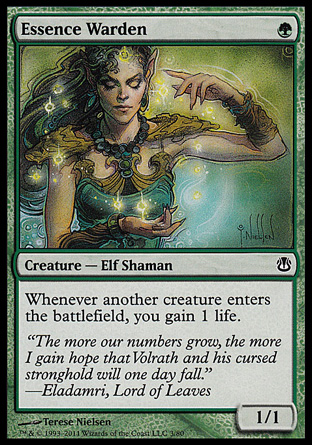 Essence Warden
T. Nielsen
Creature — Elf Shaman
Whenever another creature enters
the battlefield, you gain 1 life.
“The more our numbers grow, the more
I gain hope that Volrath and his cursed
stronghold will one day fall.”
—Eladamri, Lord of Leaves
Terese Nielsen
™ & © 1993–2011 Wizards of the Coast LLC 3/80
1/1